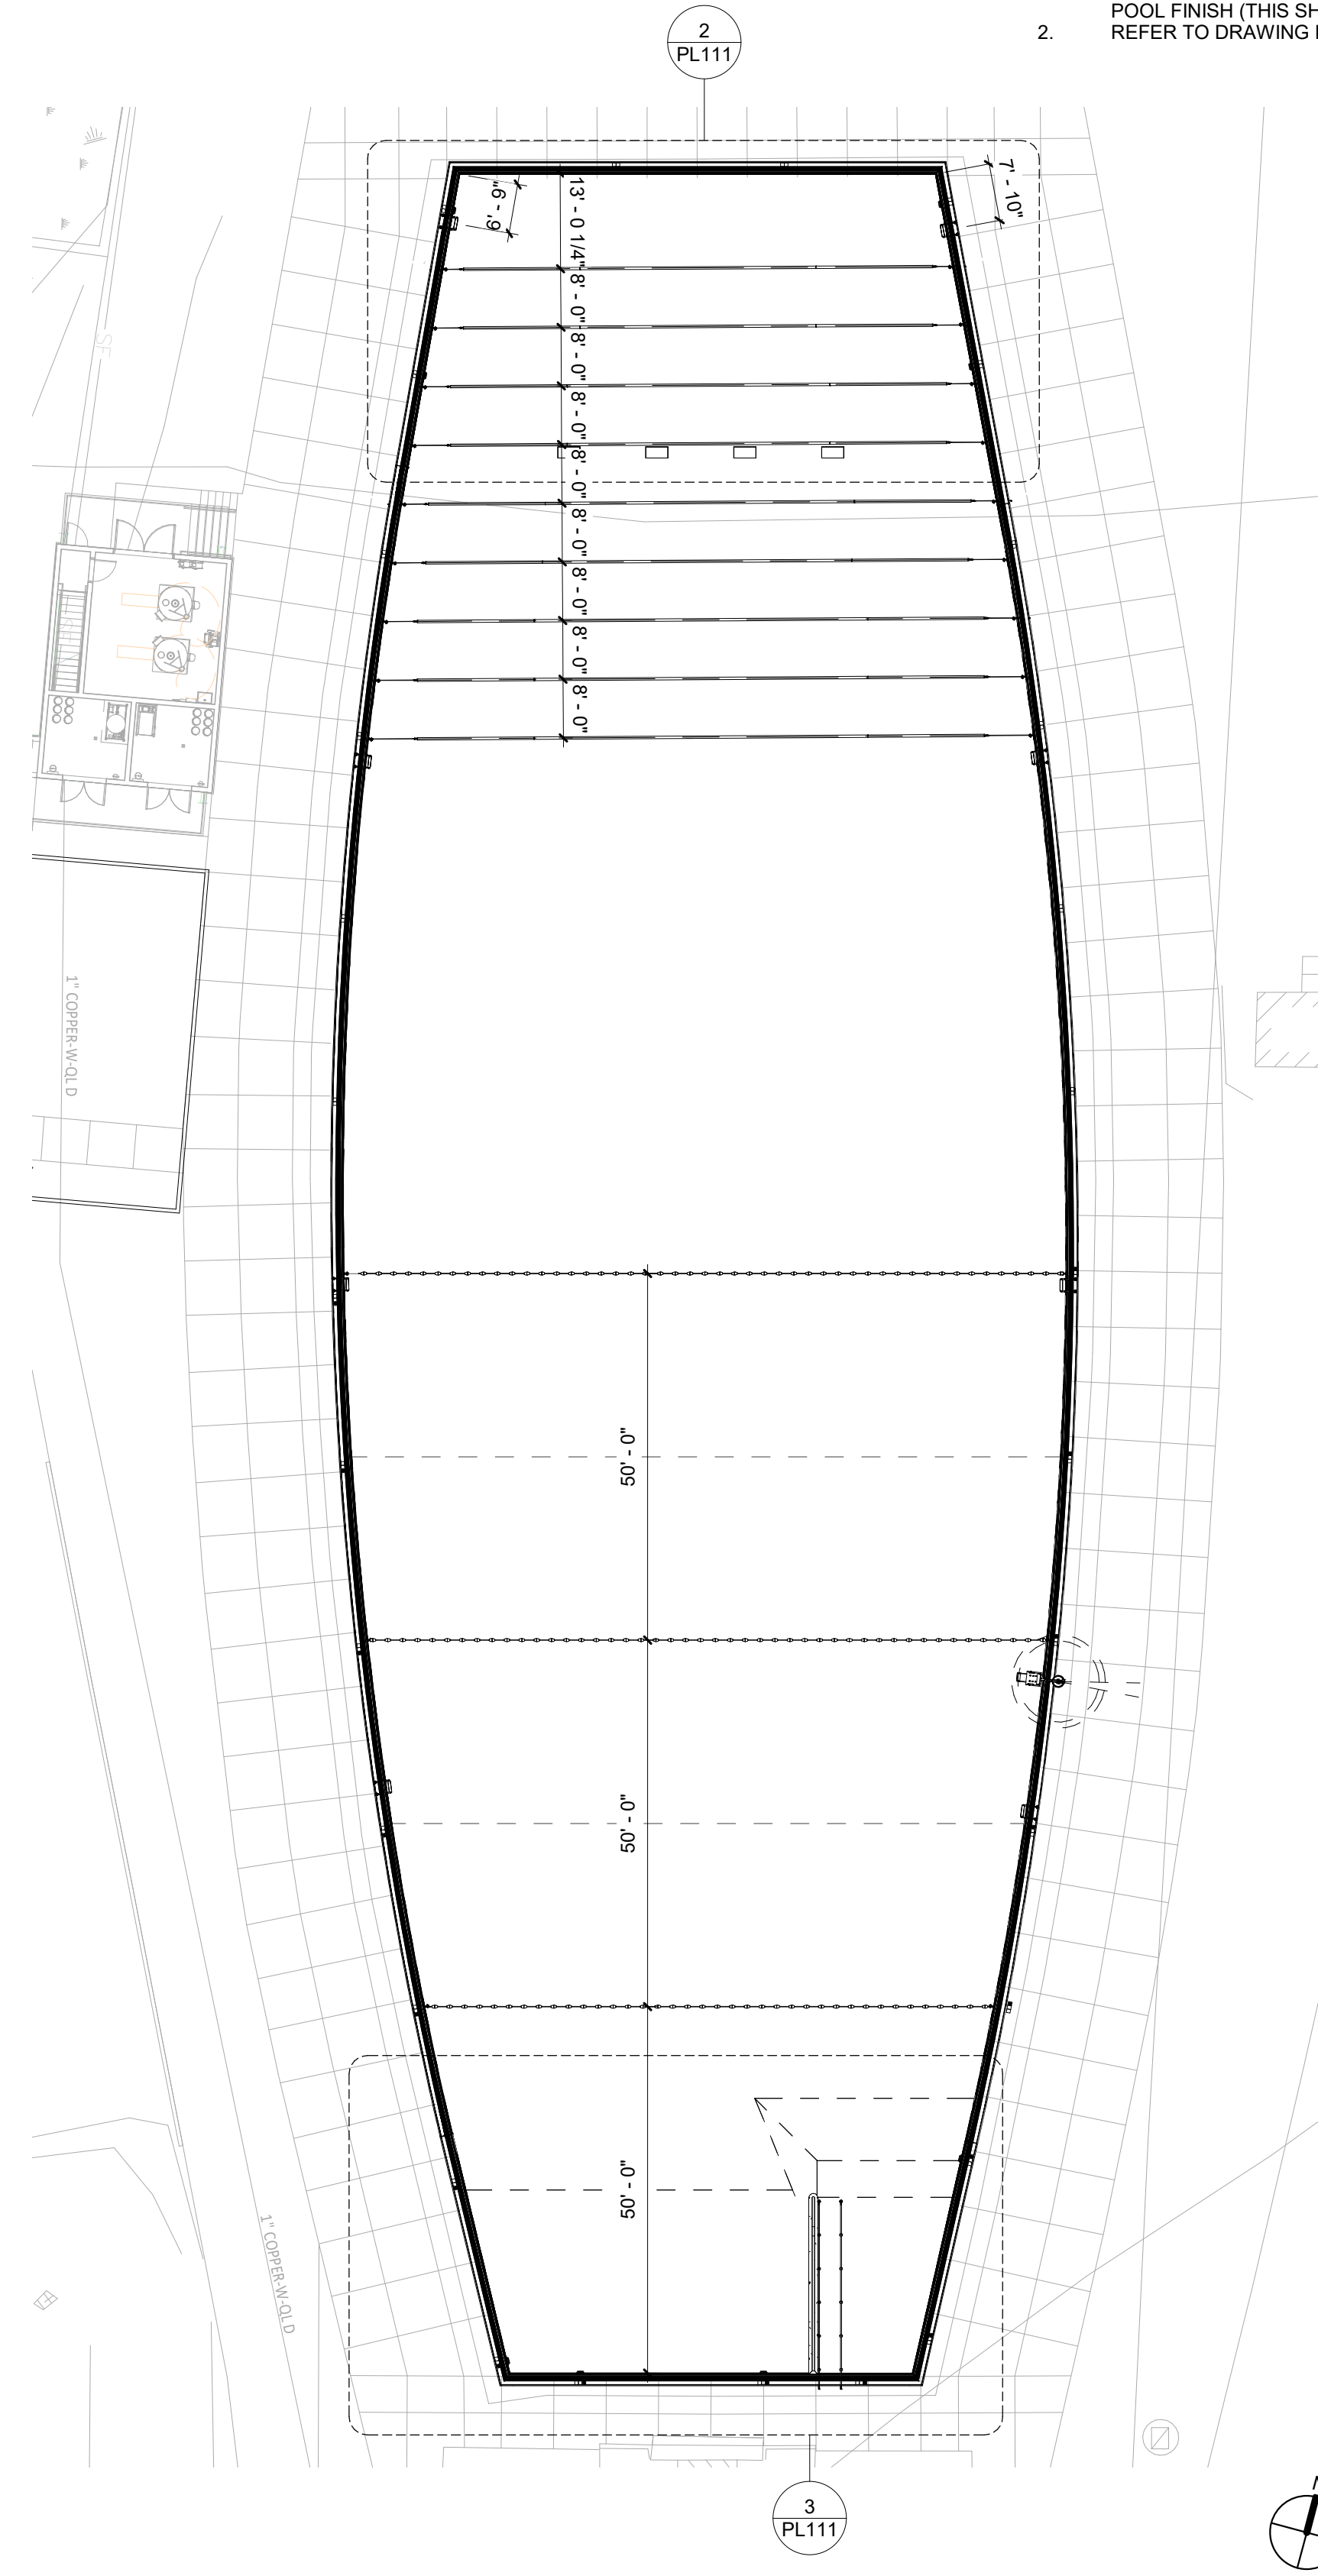 POOL FINISH (THIS SH
2. REFER TO DRAWING
2
PL111
7' - 10"
6' - 6"
13' - 0 1/4"
8' - 0"
8' - 0"
8' - 0"
8' - 0"
8' - 0"
8' - 0"
8' - 0"
8' - 0"
SF
1" COPPER-W-QLD
50' - 0"
50' - 0"
50' - 0"
1" COPPER-W-QLD
3
PL111